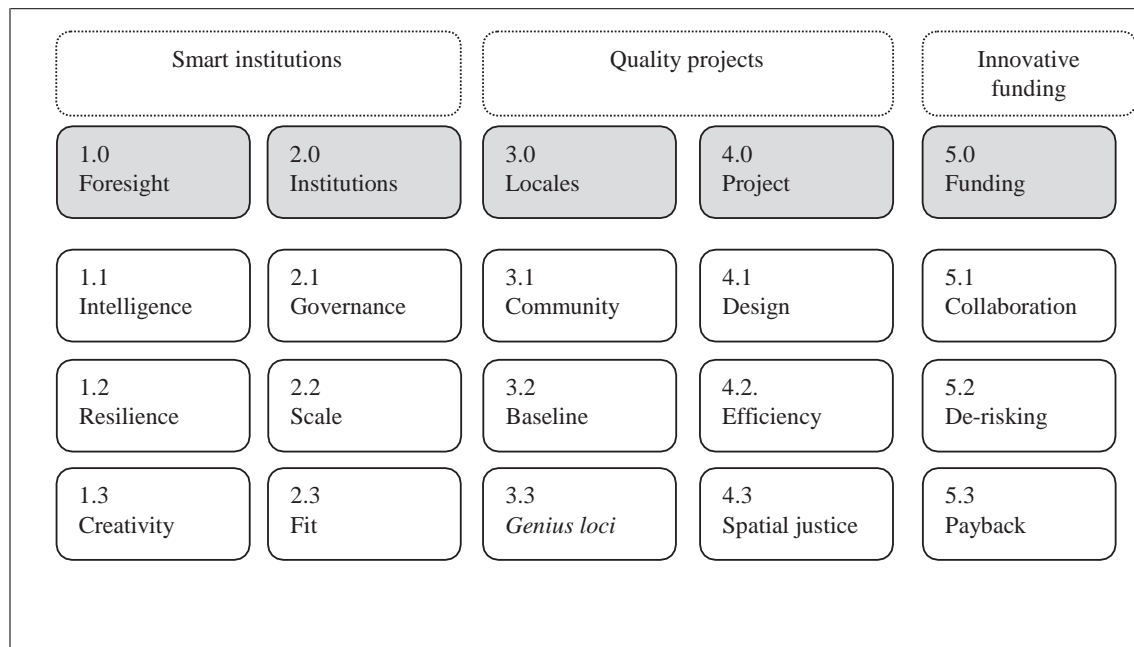 Smart institutions
Quality projects
Innovative
funding
1.0
Foresight
2.0
Institutions
3.0
Locales
4.0
Project
5.0
Funding
1.1
Intelligence
2.1
Governance
3.1
Community
4.1
Design
5.1
Collaboration
1.2
Resilience
2.2
Scale
3.2
Baseline
4.2.
Efficiency
5.2
De-risking
1.3
Creativity
2.3
Fit
3.3
Genius loci
4.3
Spatial justice
5.3
Payback